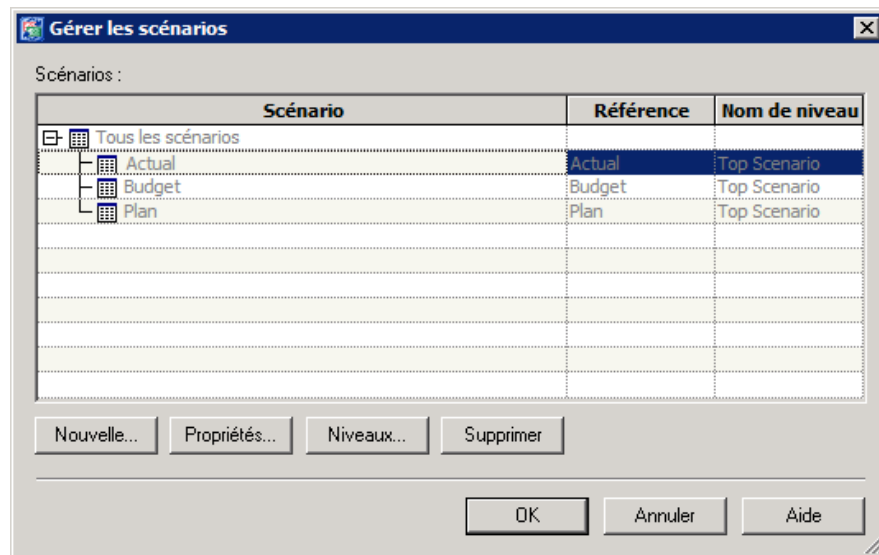 Gérer les scénarios
Scénarios :
Scénario Référence Nom de niveau
Tous les scénarios
Actual Actual Top Scenario
Budget Budget Top Scenario
Plan Plan Top Scenario
Nouvelle... Propriétés... Niveaux... Supprimer
OK Annuler Aide